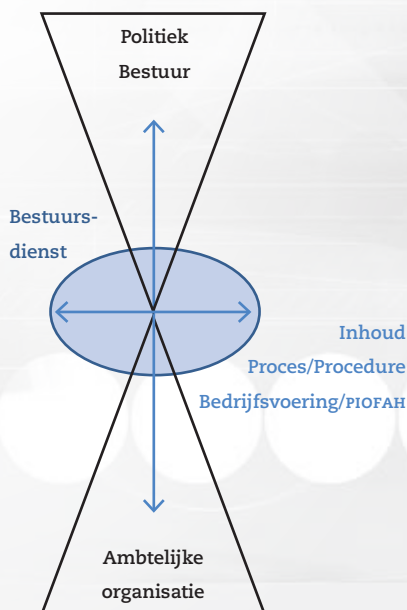 Politiek
Bestuur
Bestuurs-
dienst
Inhoud
Proces/Procedure
Bedrijfsvoering/PIOFAH
Ambtelijke
organisatie